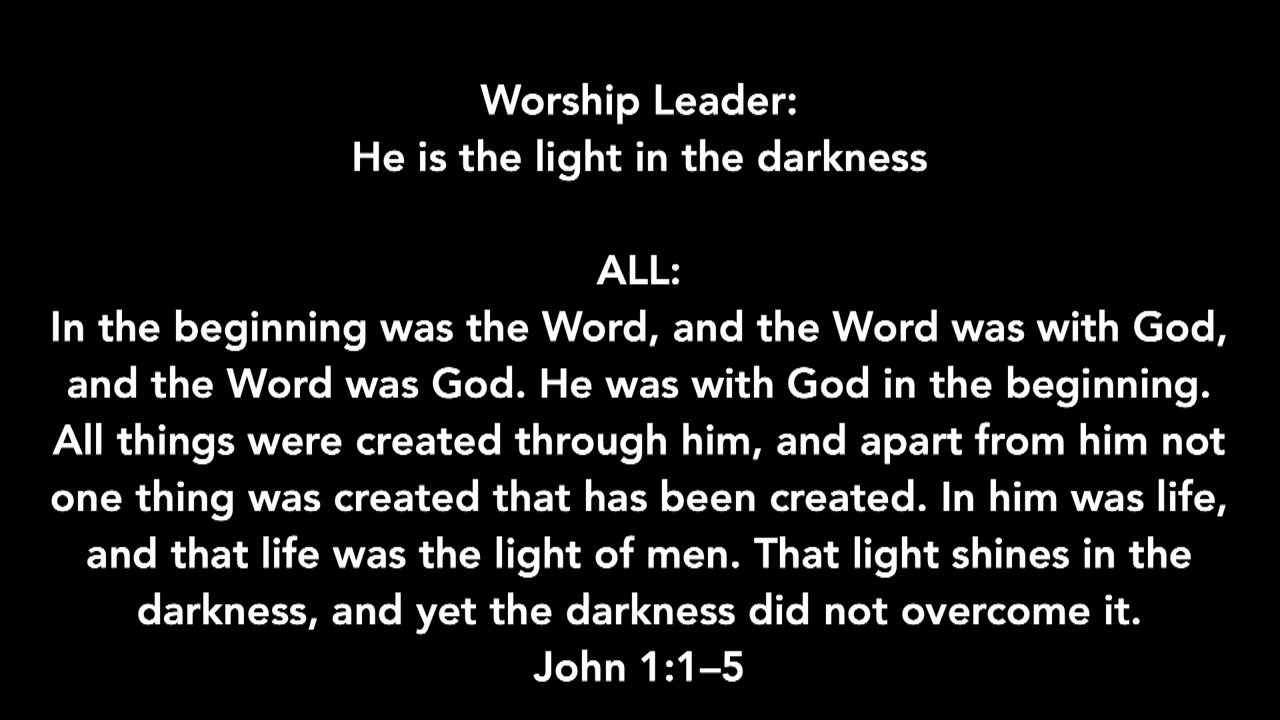 Worship Leader:
He is the light in the darkness
ALL:
In the beginning was the Word, and the Word was with God,
and the Word was God. He was with God in the beginning.
All things were created through him, and apart from him not
one thing was created that has been created. In him was life,
and that life was the light of men. That light shines in the
darkness, and yet the darkness did not overcome it.
John 1:1–5